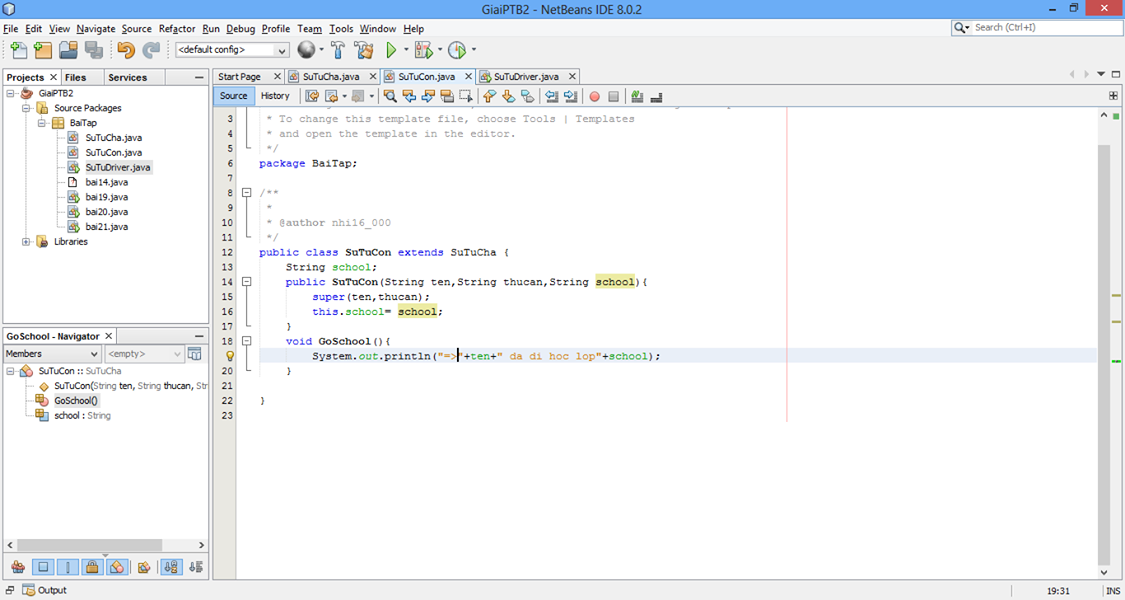 GiaiPTB2 - NetBeans IDE 8.0.2
File Edit View Navigate Source Refactor Run Debug Profile Team Tools Window Help
Search (Ctrl+I)
<default config>
Projects Files Services
Start Page SuTuCha.java SuTuCon.java SuTuDriver.java
Source History
GiaiPTB2
Source Packages
BaiTap
SuTuCha.java
SuTuCon.java
SuTuDriver.java
bai14.java
bai19.java
bai20.java
bai21.java
Libraries
GoSchool - Navigator
Members <empty>
SuTuCon :: SuTuCha
SuTuCon(String ten, String thucan, Str
GoSchool()
school : String
3 * To change this template file, choose Tools | Templates
4 * and open the template in the editor.
5 */
6 package BaiTap;
7
8 /**
9 *
10 * @author nhi16_000
11 */
12 public class SuTuCon extends SuTuCha {
13 String school;
14 public SuTuCon(String ten,String thucan,String school){
15 super(ten,thucan);
16 this.school= school;
17 }
18 void GoSchool(){
System.out.println("=>"+ten+" da di hoc lop"+school);
20 }
21
22 }
23
Output
19:31 INS